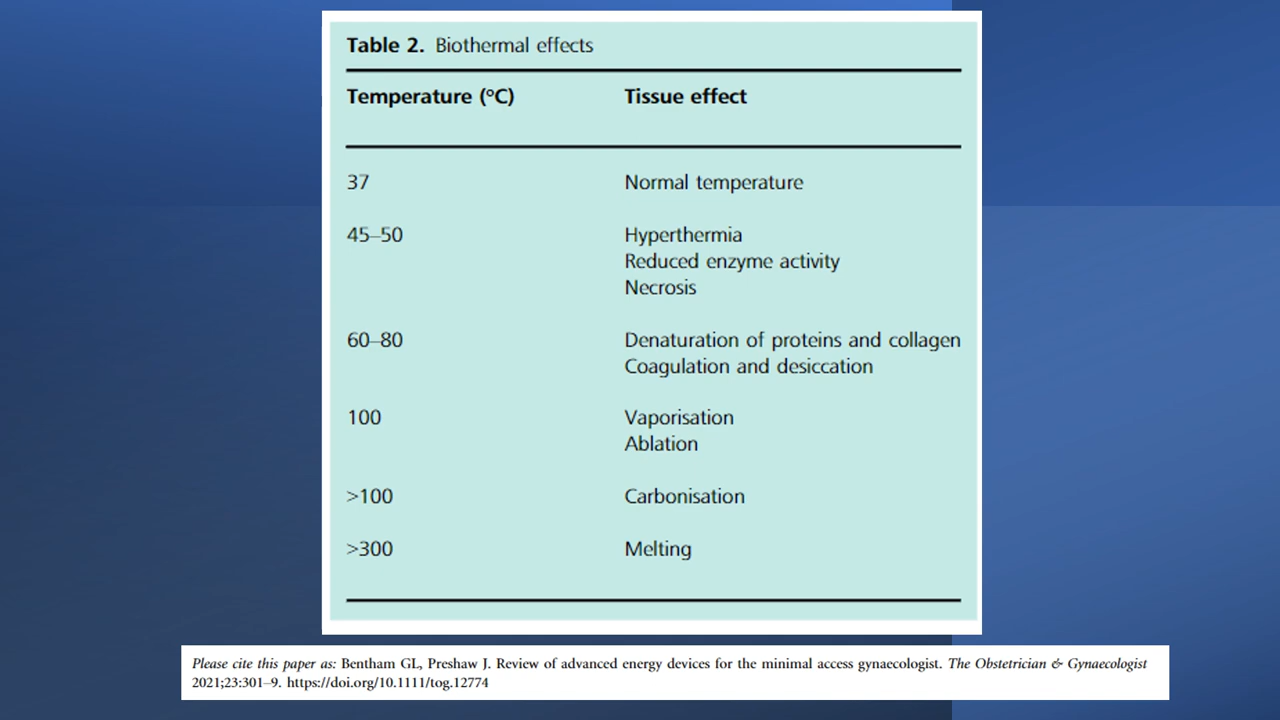 Table 2. Biothermal effects
Temperature (°C) Tissue effect
37 Normal temperature
45–50 Hyperthermia
Reduced enzyme activity
Necrosis
60–80 Denaturation of proteins and collagen
Coagulation and desiccation
100 Vaporisation
Ablation
>100 Carbonisation
>300 Melting
Please cite this paper as: Bentham GL, Preshaw J. Review of advanced energy devices for the minimal access gynaecologist. The Obstetrician & Gynaecologist
2021;23:301–9. https://doi.org/10.1111/tog.12774